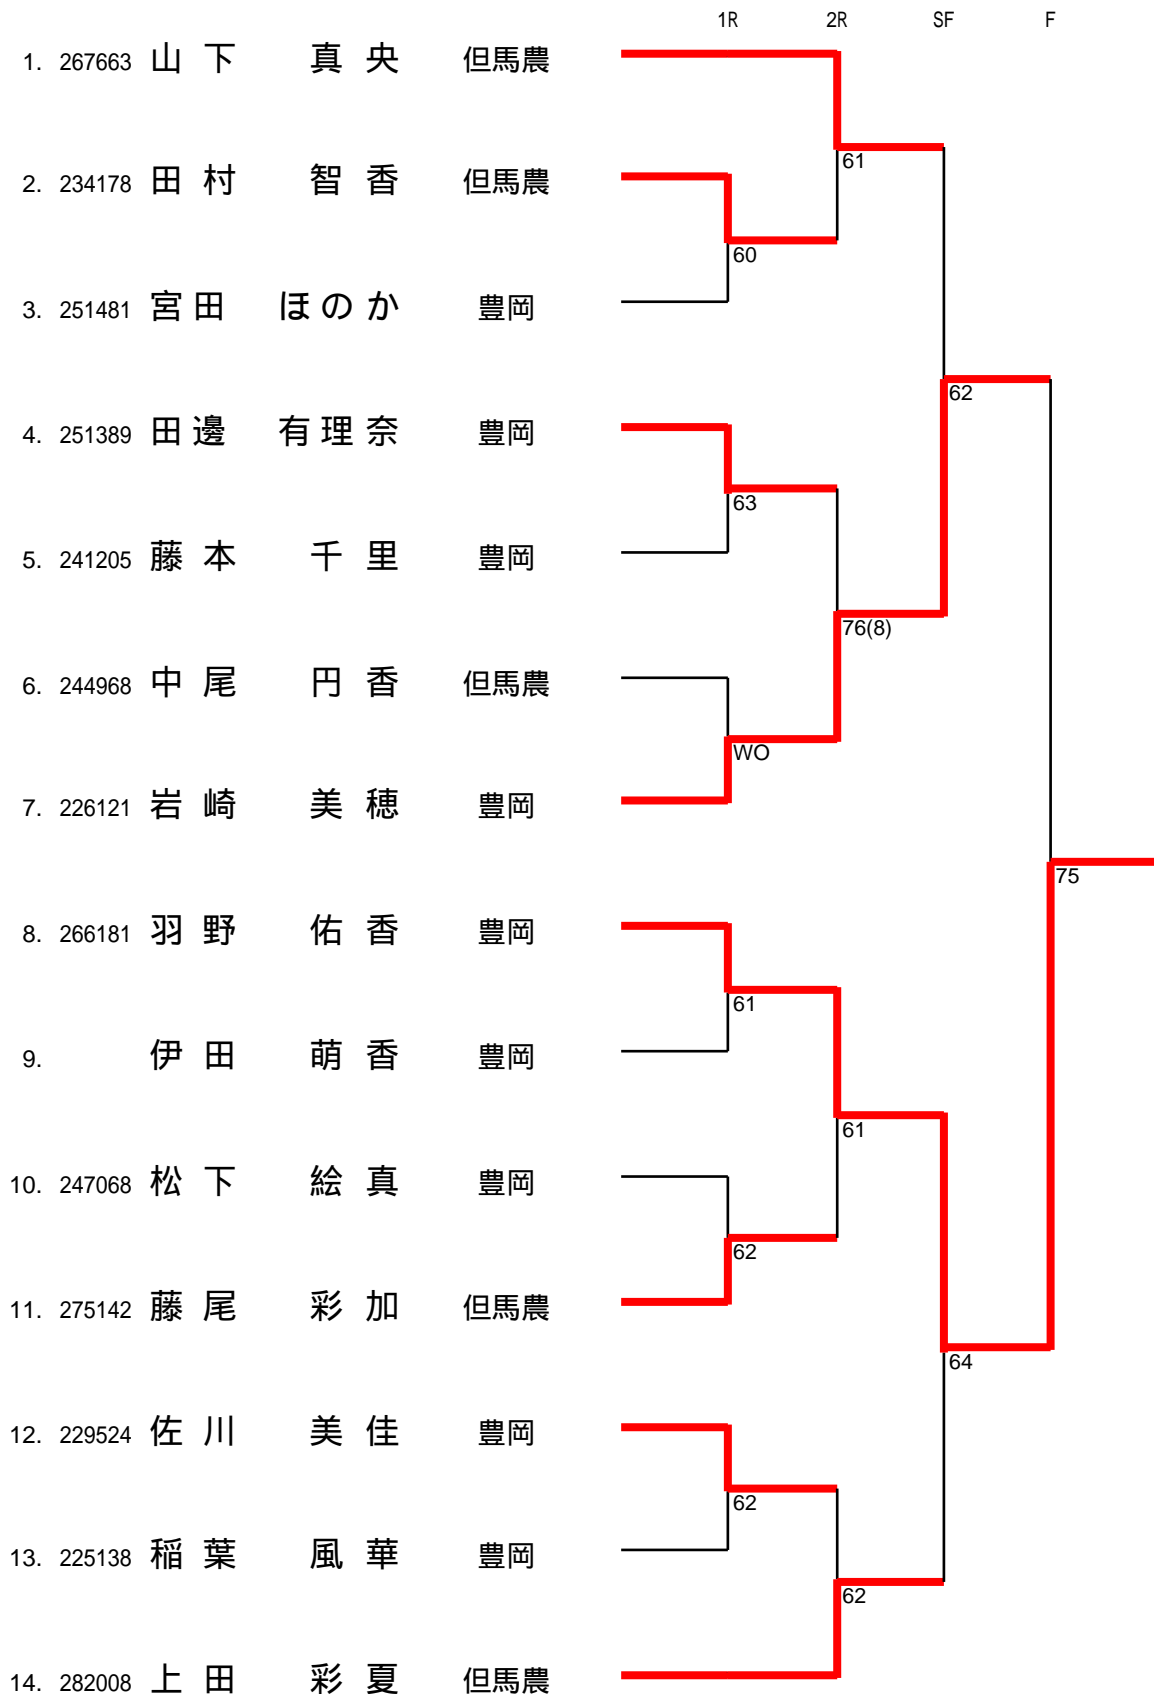 1R 2R SF F
1. 267663 山下 真央 但馬農
61
2. 234178 田村 智香 但馬農
60
3. 251481 宮田 ほのか 豊岡
62
4. 251389 田邊 有理奈 豊岡
63
5. 241205 藤本 千里 豊岡
76(8)
6. 244968 中尾 円香 但馬農
WO
7. 226121 岩崎 美穂 豊岡
75
8. 266181 羽野 佑香 豊岡
61
9. 伊田 萌香 豊岡
61
10. 247068 松下 絵真 豊岡
62
11. 275142 藤尾 彩加 但馬農
64
12. 229524 佐川 美佳 豊岡
62
13. 225138 稲葉 風華 豊岡
62
14. 282008 上田 彩夏 但馬農